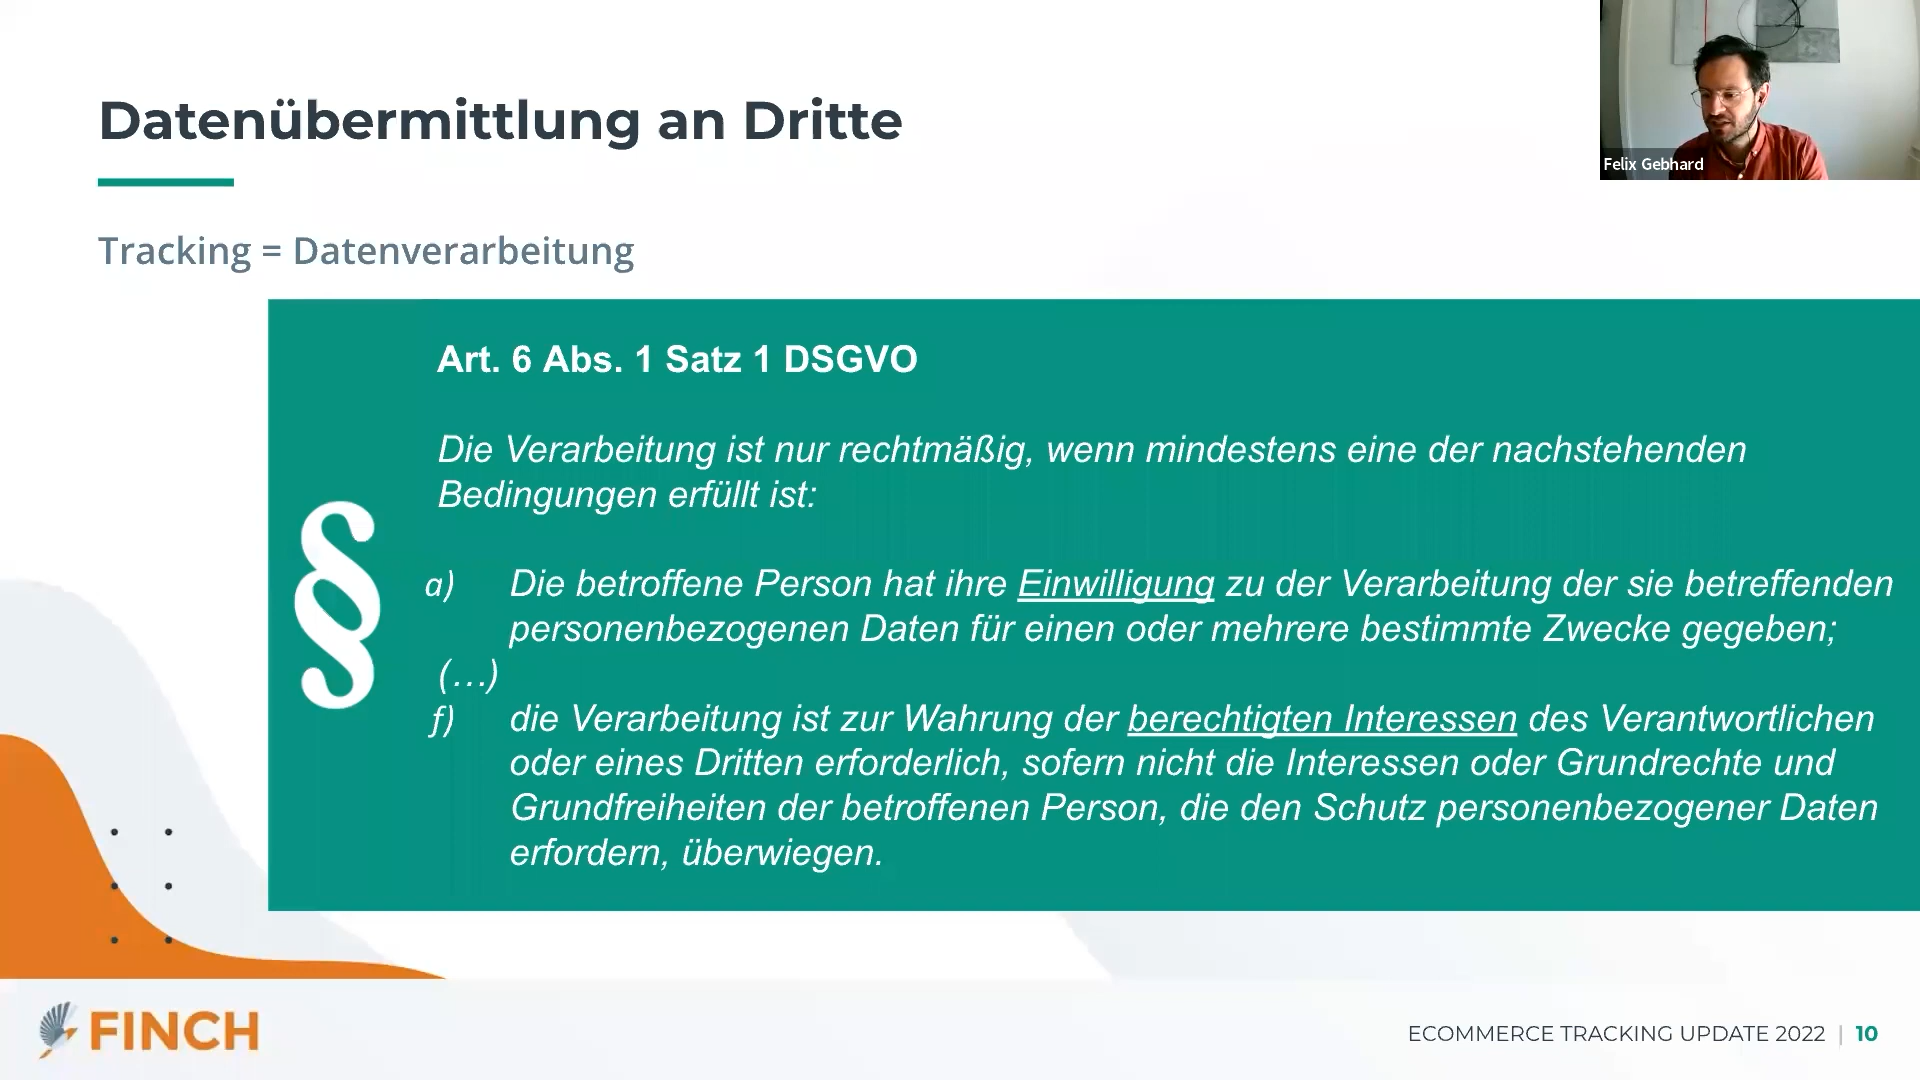 Datenübermittlung an Dritte
Felix Gebhard
Tracking = Datenverarbeitung
Art. 6 Abs. 1 Satz 1 DSGVO
Die Verarbeitung ist nur rechtmäßig, wenn mindestens eine der nachstehenden
Bedingungen erfüllt ist:
§
a) Die betroffene Person hat ihre Einwilligung zu der Verarbeitung der sie betreffenden
personenbezogenen Daten für einen oder mehrere bestimmte Zwecke gegeben;
(…)
f) die Verarbeitung ist zur Wahrung der berechtigten Interessen des Verantwortlichen
oder eines Dritten erforderlich, sofern nicht die Interessen oder Grundrechte und
Grundfreiheiten der betroffenen Person, die den Schutz personenbezogener Daten
erfordern, überwiegen.
FINCH
ECOMMERCE TRACKING UPDATE 2022 | 10